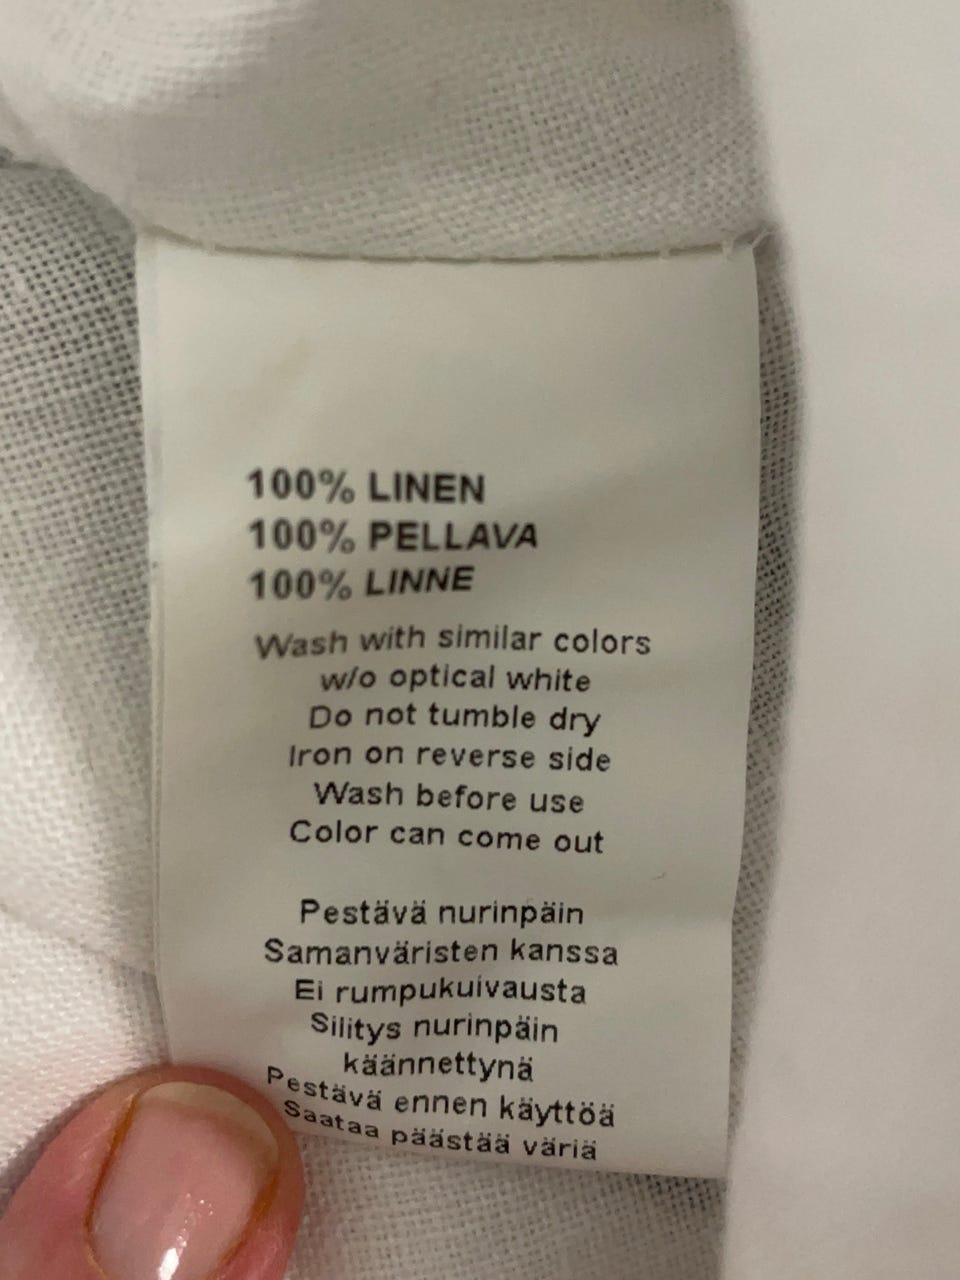 100% LINEN
100% PELLAVA
100% LINNE
Wash with similar colors
w/o optical white
Do not tumble dry
Iron on reverse side
Wash before use
Color can come out
Pestävä nurinpäin
Samanväristen kanssa
Ei rumpukuivausta
Silitys nurinpäin
käännettynä
Pestävä ennen käyttöä
Saataa päästää väriä